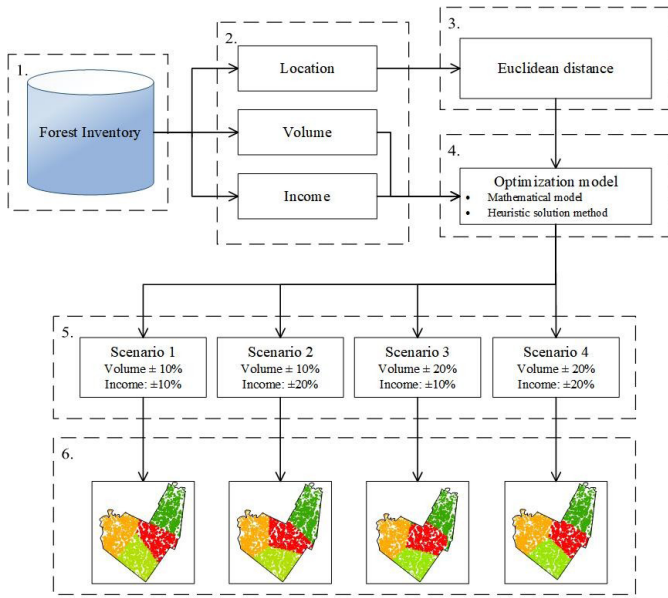 1.
Forest Inventory
2.
Location
Volume
Income
3.
Euclidean distance
4.
Optimization model
• Mathematical model
• Heuristic solution method
5.
Scenario 1
Volume ± 10%
Income: ±10%
Scenario 2
Volume ± 10%
Income: ±20%
Scenario 3
Volume ± 20%
Income: ±10%
Scenario 4
Volume ± 20%
Income: ±20%
6.